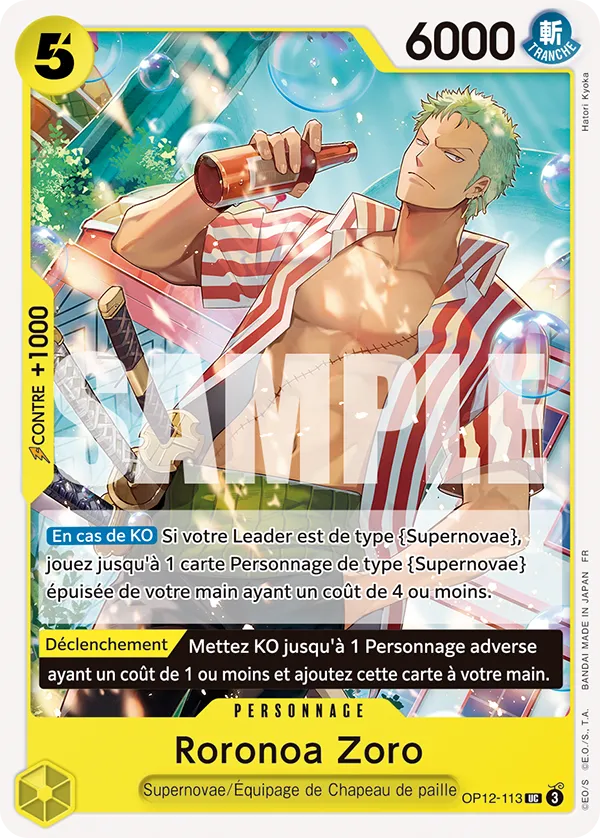 5
6000
斬
TRANCHE
Hatori Kyoka
CONTRE +1000
SAMPLE
En cas de KO Si votre Leader est de type {Supernovae},
jouez jusqu'à 1 carte Personnage de type {Supernovae}
épuisée de votre main ayant un coût de 4 ou moins.
Déclenchement Mettez KO jusqu'à 1 Personnage adverse
ayant un coût de 1 ou moins et ajoutez cette carte à votre main.
PERSONNAGE
Roronoa Zoro
Supernovae/Équipage de Chapeau de paille
OP12-113 UC 3
©EO/S ©E.O./S., T.A. BANDAI MADE IN JAPAN FR